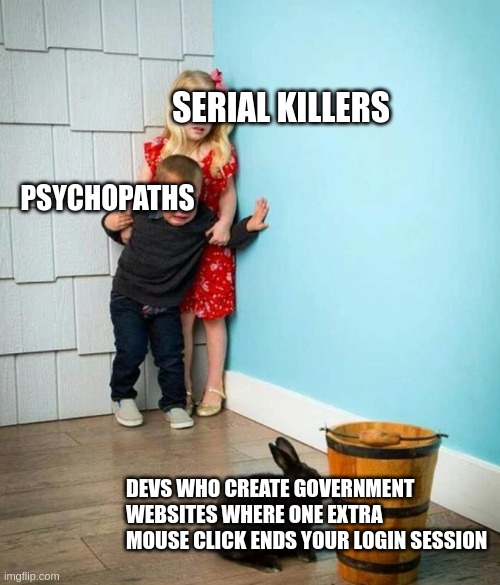 SERIAL KILLERS
PSYCHOPATHS
DEVS WHO CREATE GOVERNMENT
WEBSITES WHERE ONE EXTRA
MOUSE CLICK ENDS YOUR LOGIN SESSION
imgflip.com